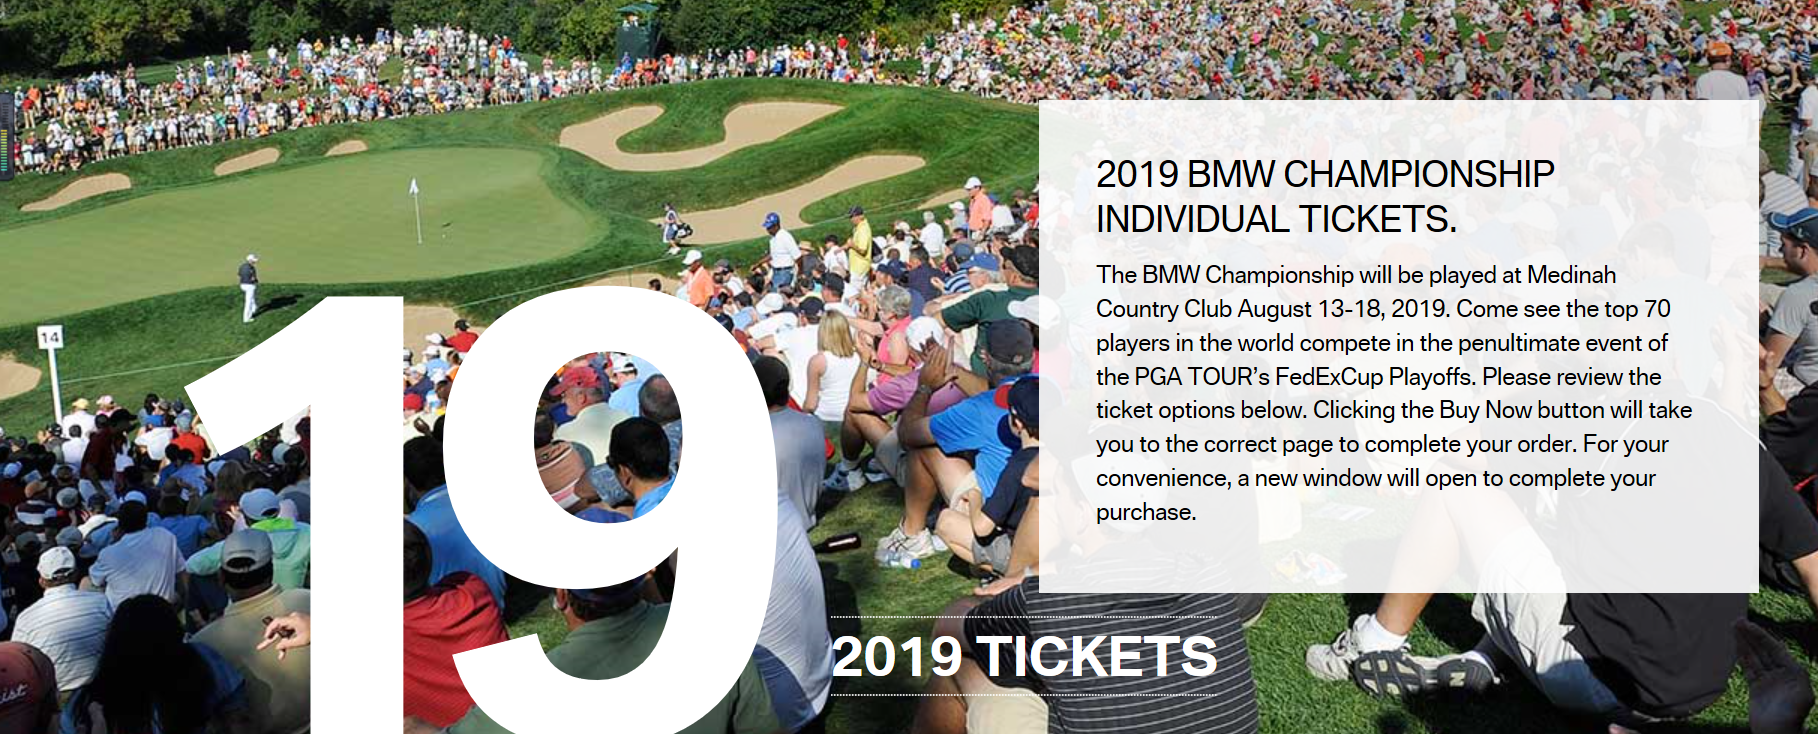 14
19
2019 TICKETS
2019 BMW CHAMPIONSHIP
INDIVIDUAL TICKETS.
The BMW Championship will be played at Medinah
Country Club August 13-18, 2019. Come see the top 70
players in the world compete in the penultimate event of
the PGA TOUR’s FedExCup Playoffs. Please review the
ticket options below. Clicking the Buy Now button will take
you to the correct page to complete your order. For your
convenience, a new window will open to complete your
purchase.